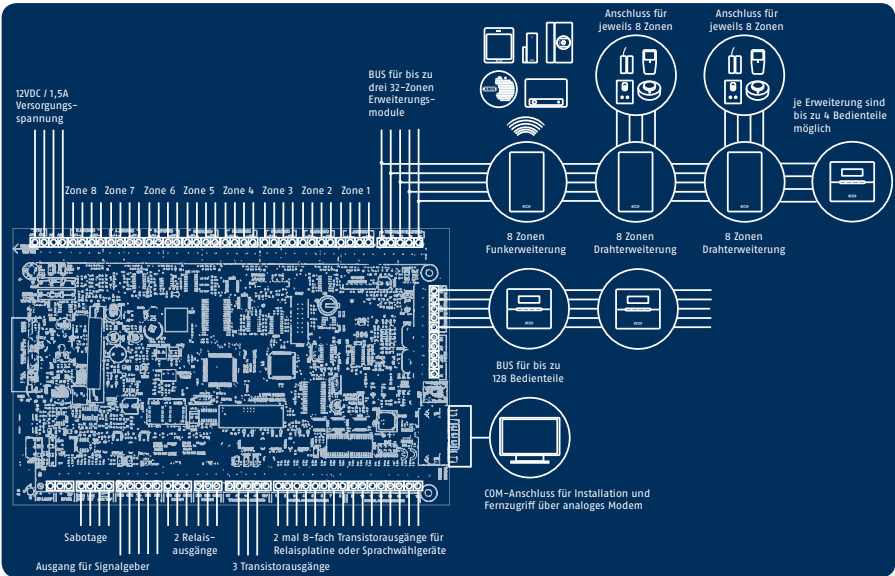 Anschluss für
jeweils 8 Zonen
Anschluss für
jeweils 8 Zonen
12VDC / 1,5A
Versorgungs-
spannung
BUS für bis zu
drei 32-Zonen
Erweiterungs-
module
je Erweiterung sind
bis zu 4 Bedienteile
möglich
Zone 8 Zone 7 Zone 6 Zone 5 Zone 4 Zone 3 Zone 2 Zone 1
8 Zonen
Funkerweiterung
8 Zonen
Drahterweiterung
8 Zonen
Drahterweiterung
BUS für bis zu
128 Bedienteile
COM-Anschluss für Installation und
Fernzugriff über analoges Modem
Sabotage
2 Relais-
ausgänge
2 mal 8-fach Transistorausgänge für
Relaisplatine oder Sprachwählgeräte
Ausgang für Signalgeber
3 Transistorausgänge